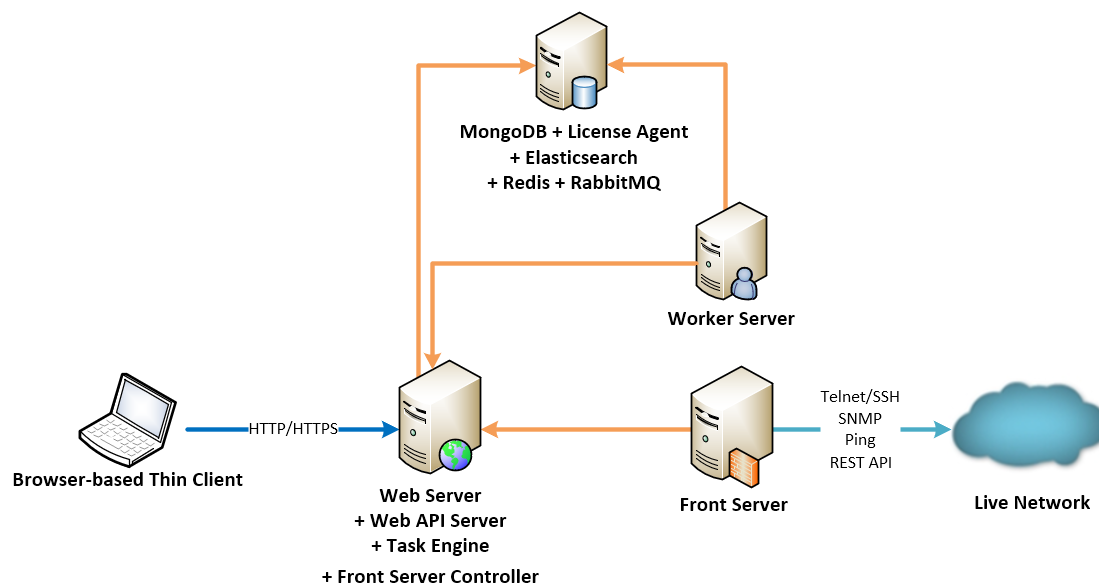 MongoDB + License Agent
+ Elasticsearch
+ Redis + RabbitMQ
Worker Server
HTTP/HTTPS
Browser-based Thin Client
Web Server
+ Web API Server
+ Task Engine
+ Front Server Controller
Front Server
Telnet/SSH
SNMP
Ping
REST API
Live Network